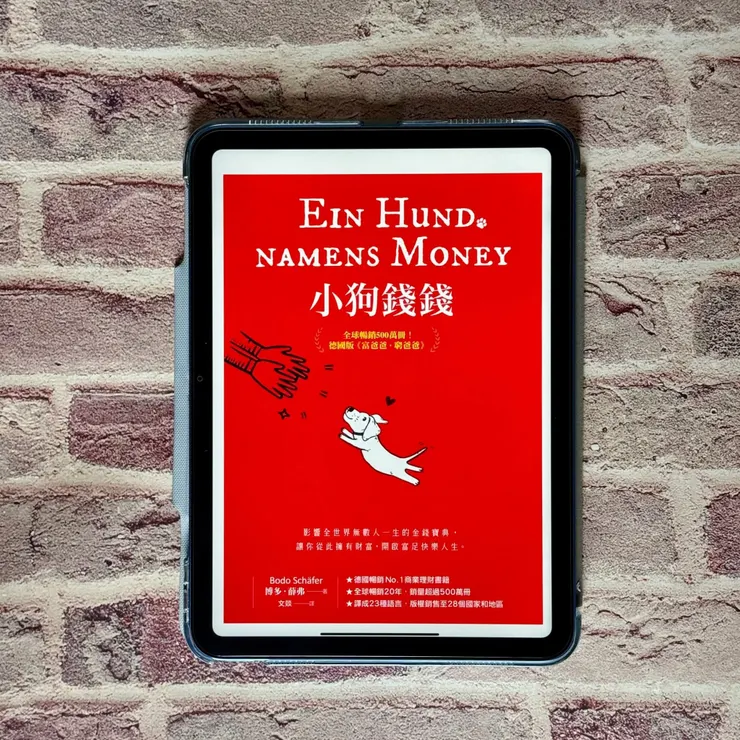 EIN HUND
NAMENS MONEY
小狗錢錢
全球暢銷500萬冊！
德國版《富爸爸，窮爸爸》
影響全世界無數人一生的金錢寶典，
讓你從此擁有財富，開啟富足快樂人生。
Bodo Schäfer
博多・薛弗 — 著
文燚 — 譯
★德國暢銷No.1商業理財書籍
★全球暢銷20年，銷量超過500萬冊
★譯成23種語言，版權銷售至28個國家和地區